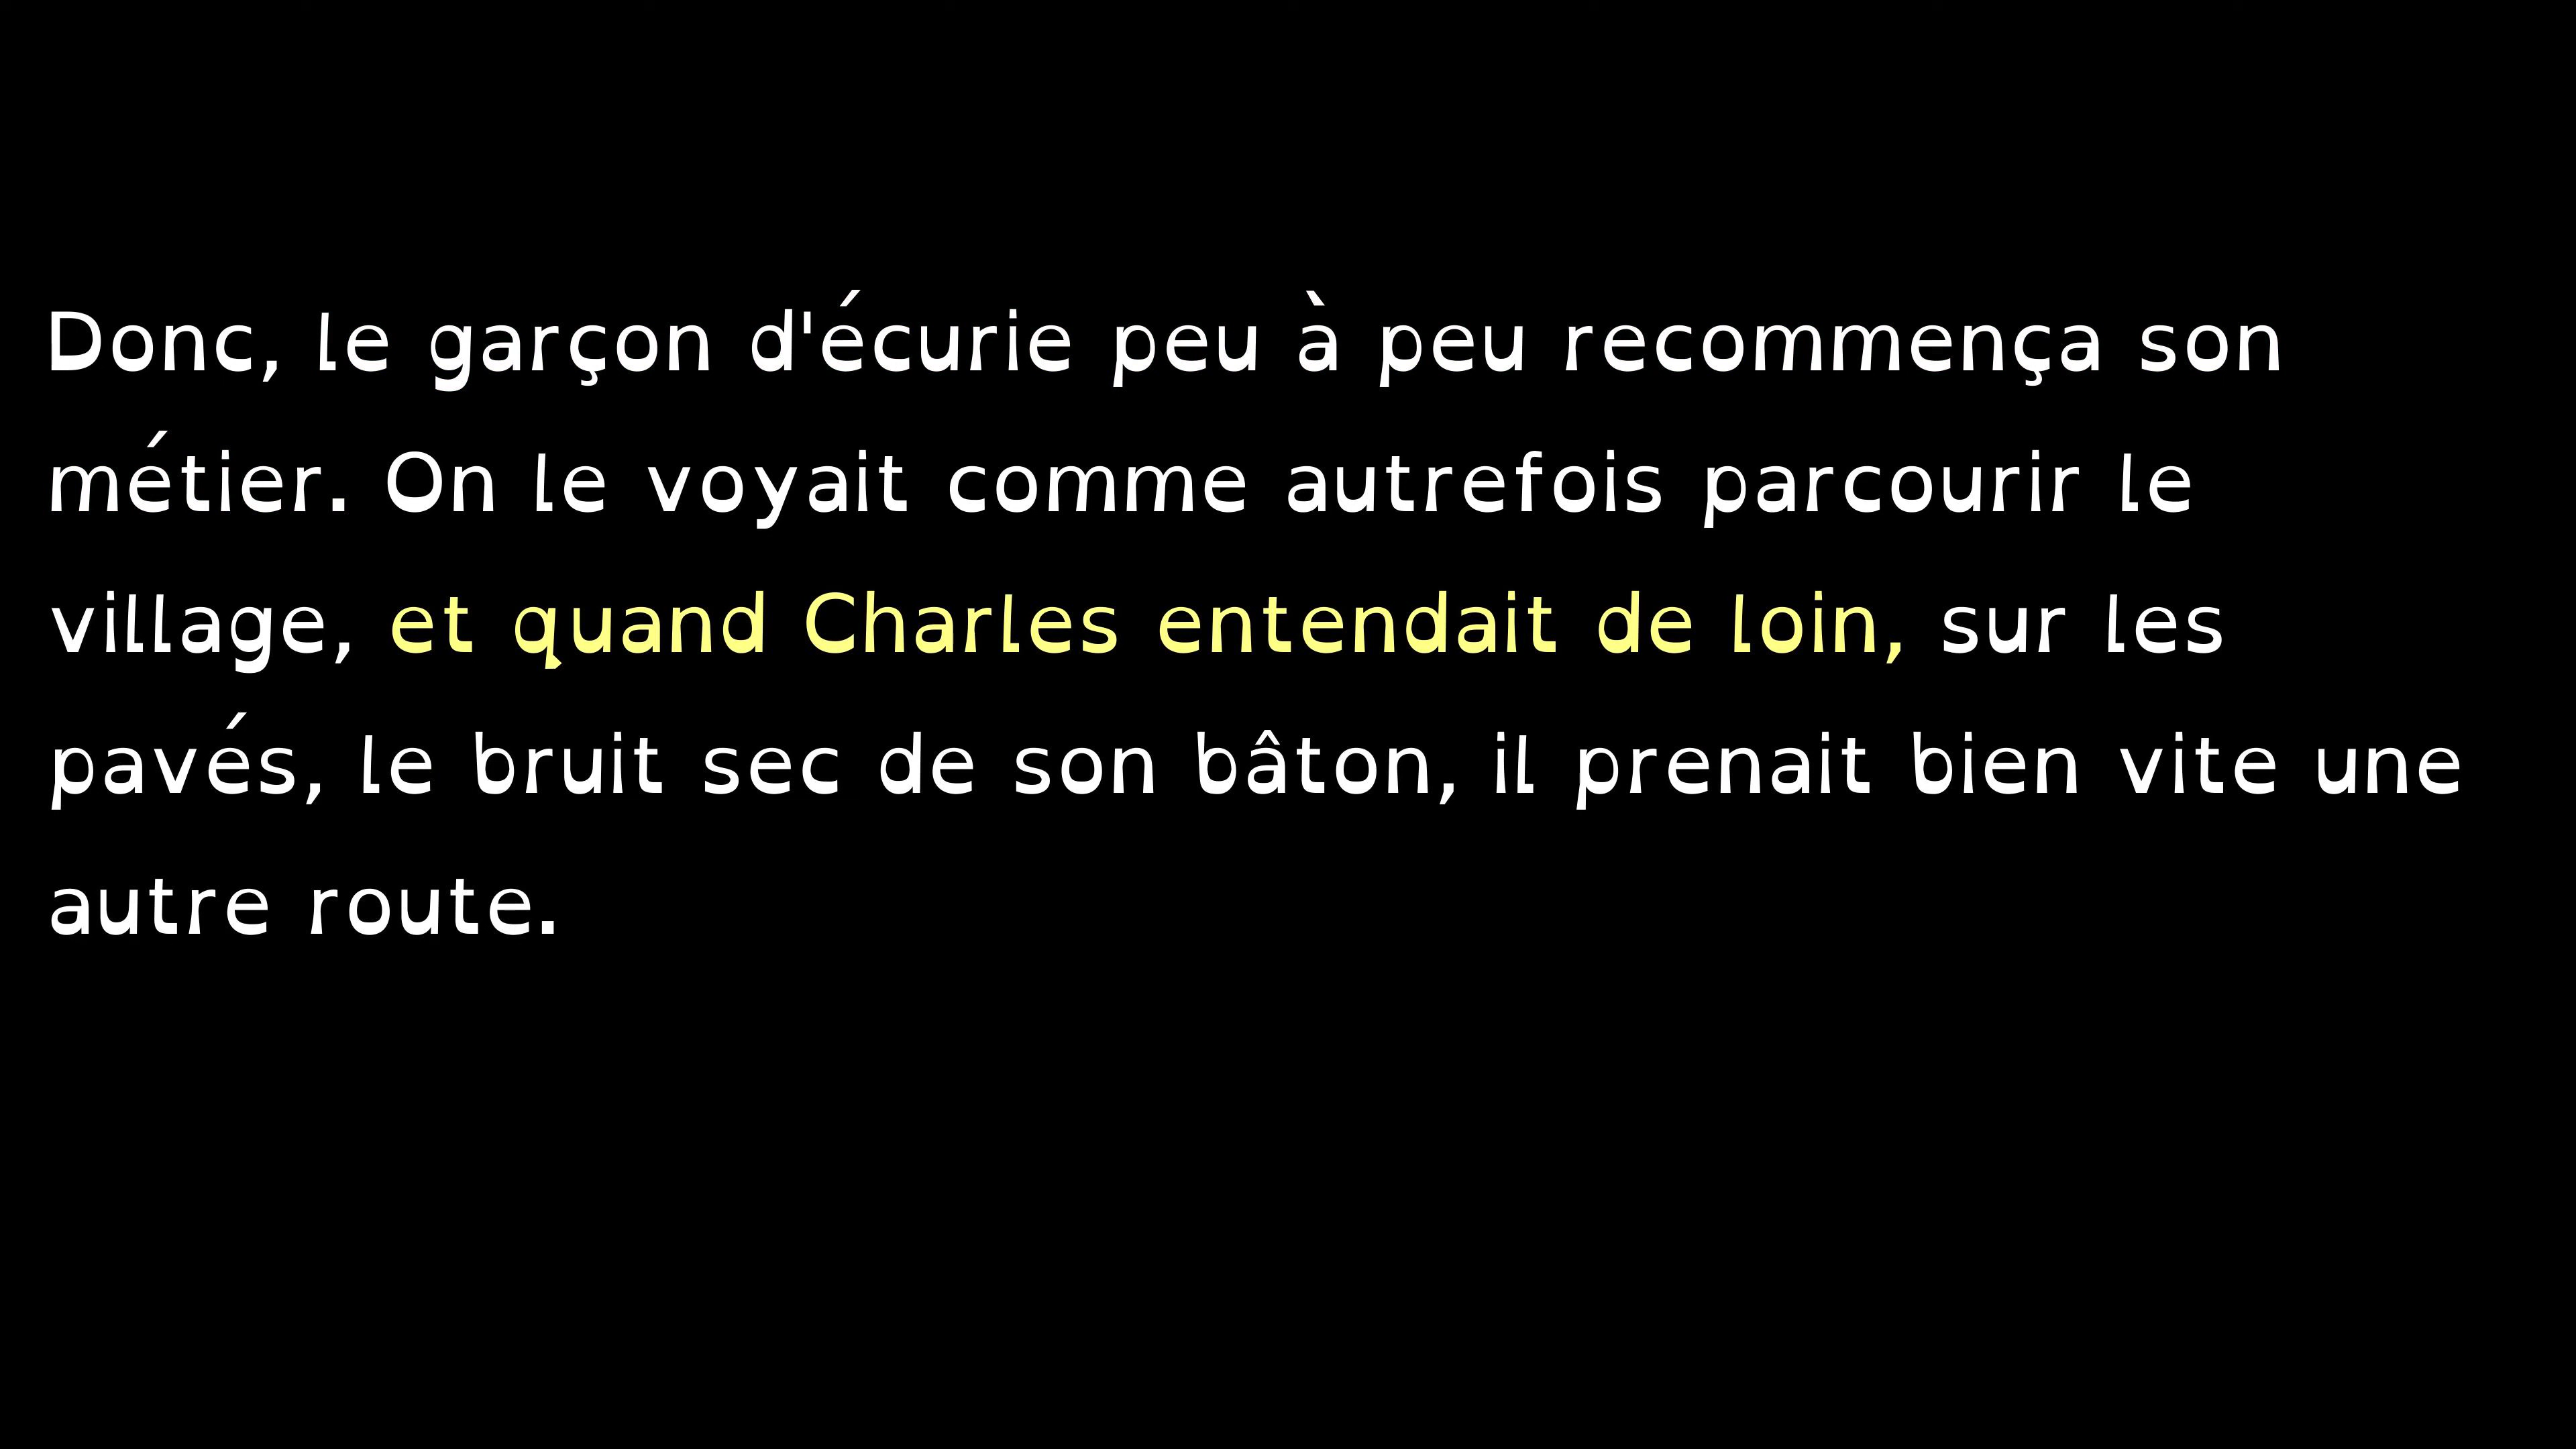 Donc, le garçon d'écurie peu à peu recommença son
métier. On le voyait comme autrefois parcourir le
village, et quand Charles entendait de loin, sur les
pavés, le bruit sec de son bâton, il prenait bien vite une
autre route.